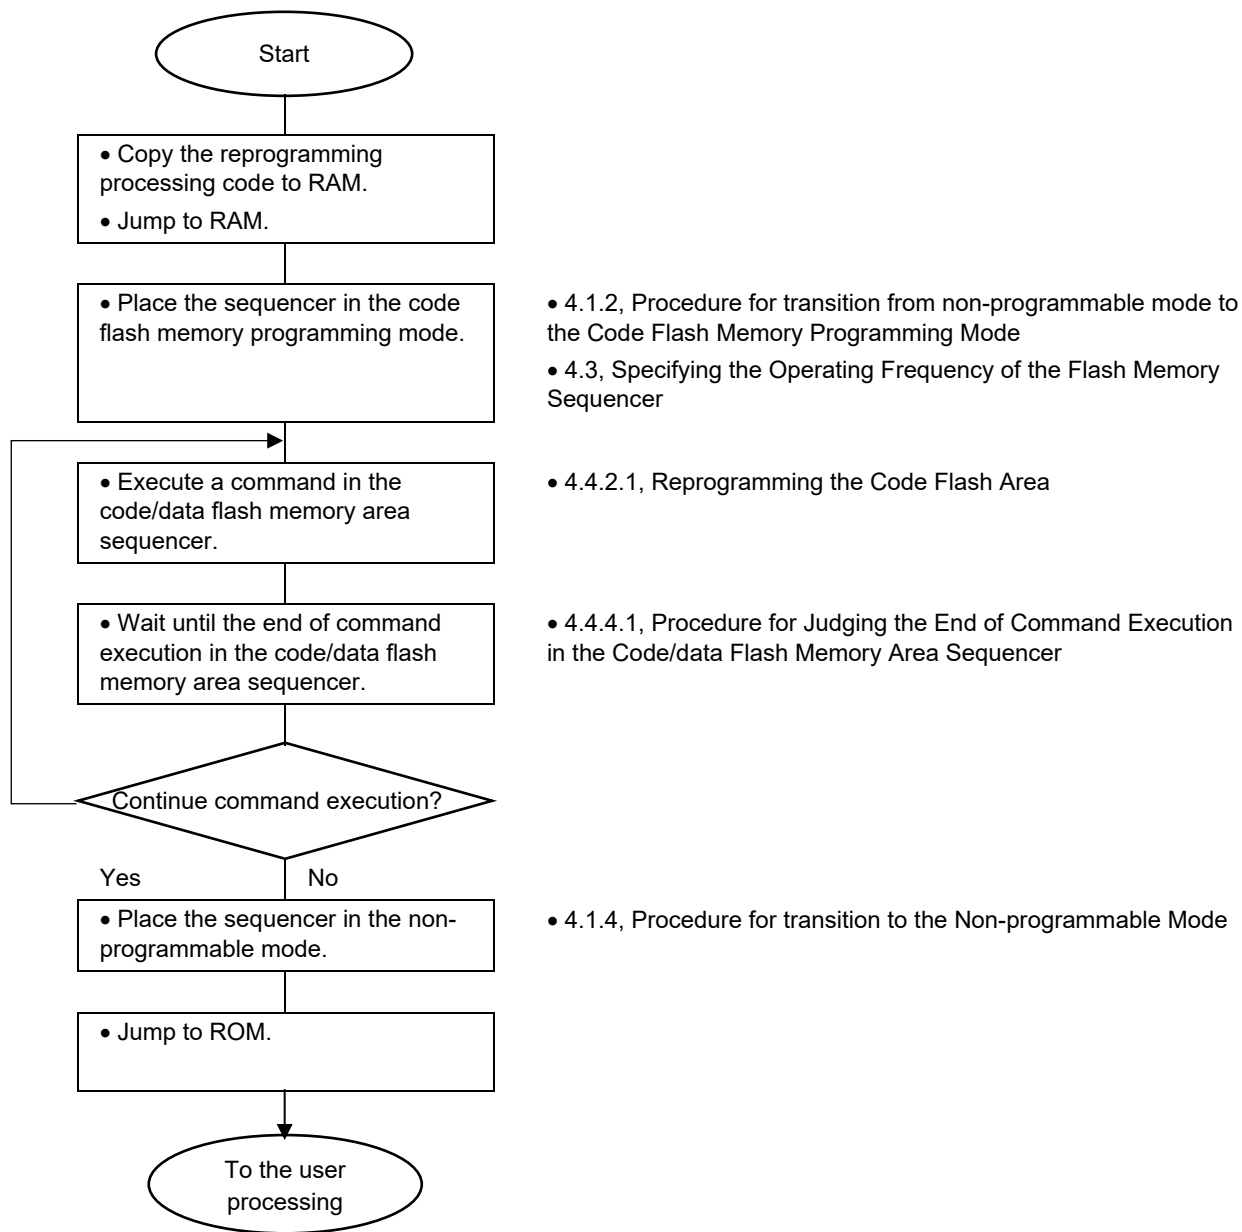 Start
• Copy the reprogramming
processing code to RAM.
• Jump to RAM.
• Place the sequencer in the code
flash memory programming mode.
• 4.1.2, Procedure for transition from non-programmable mode to
the Code Flash Memory Programming Mode
• 4.3, Specifying the Operating Frequency of the Flash Memory
Sequencer
• Execute a command in the
code/data flash memory area
sequencer.
• 4.4.2.1, Reprogramming the Code Flash Area
• Wait until the end of command
execution in the code/data flash
memory area sequencer.
• 4.4.4.1, Procedure for Judging the End of Command Execution
in the Code/data Flash Memory Area Sequencer
Continue command execution?
Yes
No
• Place the sequencer in the non-
programmable mode.
• 4.1.4, Procedure for transition to the Non-programmable Mode
• Jump to ROM.
To the user
processing